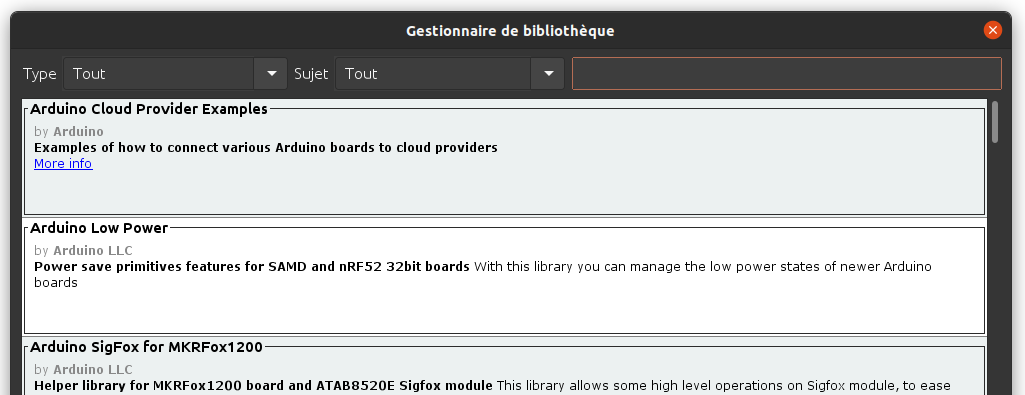 Gestionnaire de bibliothèque
Type Tout Sujet Tout
Arduino Cloud Provider Examples
by Arduino
Examples of how to connect various Arduino boards to cloud providers
More info
Arduino Low Power
by Arduino LLC
Power save primitives features for SAMD and nRF52 32bit boards With this library you can manage the low power states of newer Arduino
boards
Arduino SigFox for MKRFox1200
by Arduino LLC
Helper library for MKRFox1200 board and ATAB8520E Sigfox module This library allows some high level operations on Sigfox module, to ease